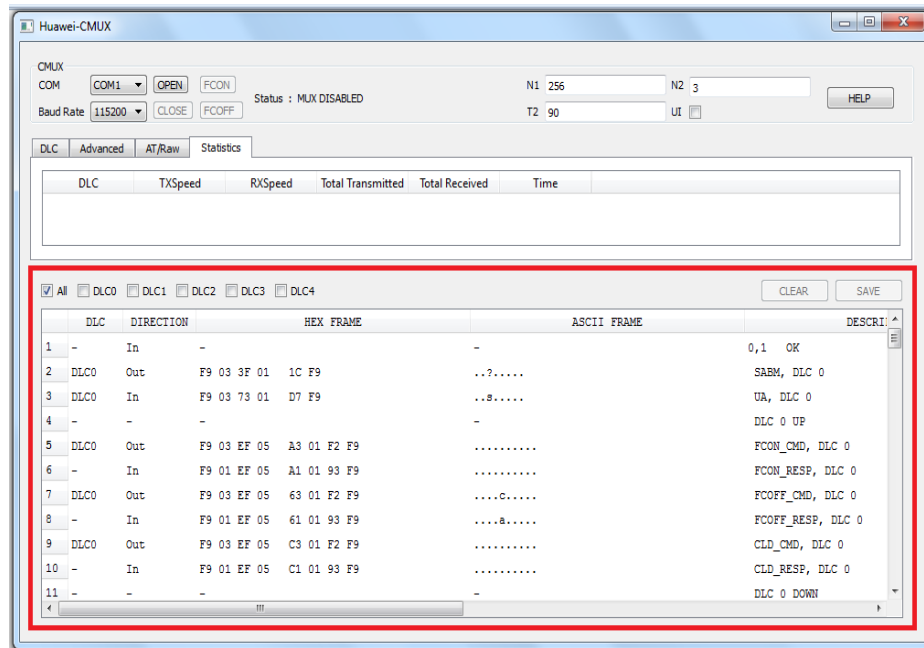 Huawei-CMUX
CMUX
COM COM1 OPEN FCON Status : MUX DISABLED N1 256 N2 3 HELP
Baud Rate 115200 CLOSE FCOFF T2 90 UI
DLC Advanced AT/Raw Statistics
DLC TXSpeed RXSpeed Total Transmitted Total Received Time
All DLC0 DLC1 DLC2 DLC3 DLC4 CLEAR SAVE
DLC DIRECTION HEX FRAME ASCII FRAME DESCRI
1 - In - - 0,1 OK
2 DLC0 Out F9 03 3F 01 1C F9 ..?..... SABM, DLC 0
3 DLC0 In F9 03 73 01 D7 F9 ..s..... UA, DLC 0
4 - - - - DLC 0 UP
5 DLC0 Out F9 03 EF 05 A3 01 F2 F9 .......... FCON_CMD, DLC 0
6 - In F9 01 EF 05 A1 01 93 F9 .......... FCON_RESP, DLC 0
7 DLC0 Out F9 03 EF 05 63 01 F2 F9 ....c..... FCOFF_CMD, DLC 0
8 - In F9 01 EF 05 61 01 93 F9 ....a..... FCOFF_RESP, DLC 0
9 DLC0 Out F9 03 EF 05 C3 01 F2 F9 .......... CLD_CMD, DLC 0
10 - In F9 01 EF 05 C1 01 93 F9 .......... CLD_RESP, DLC 0
11 - - - - DLC 0 DOWN